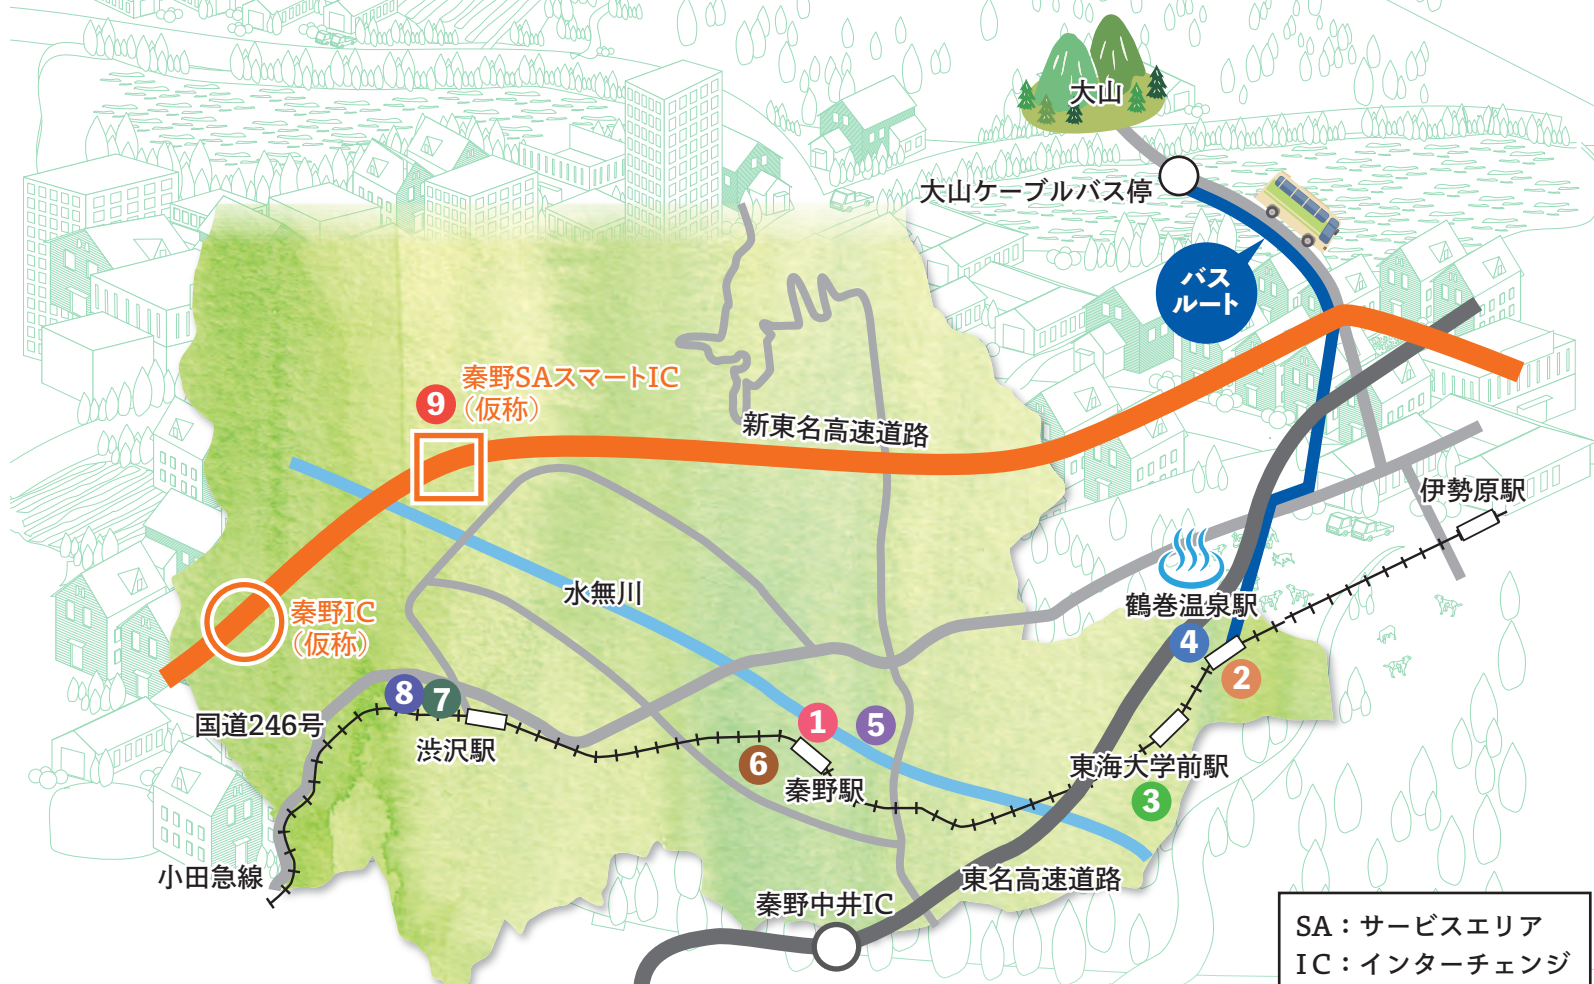 大山
大山ケーブルバス停
バス
ルート
秦野SAスマートIC
（仮称）
9
新東名高速道路
伊勢原駅
水無川
鶴巻温泉駅
秦野IC
（仮称）
4
2
8
7
国道246号
渋沢駅
1
5
6
秦野駅
東海大学前駅
3
小田急線
東名高速道路
秦野中井IC
SA：サービスエリア
IC：インターチェンジ